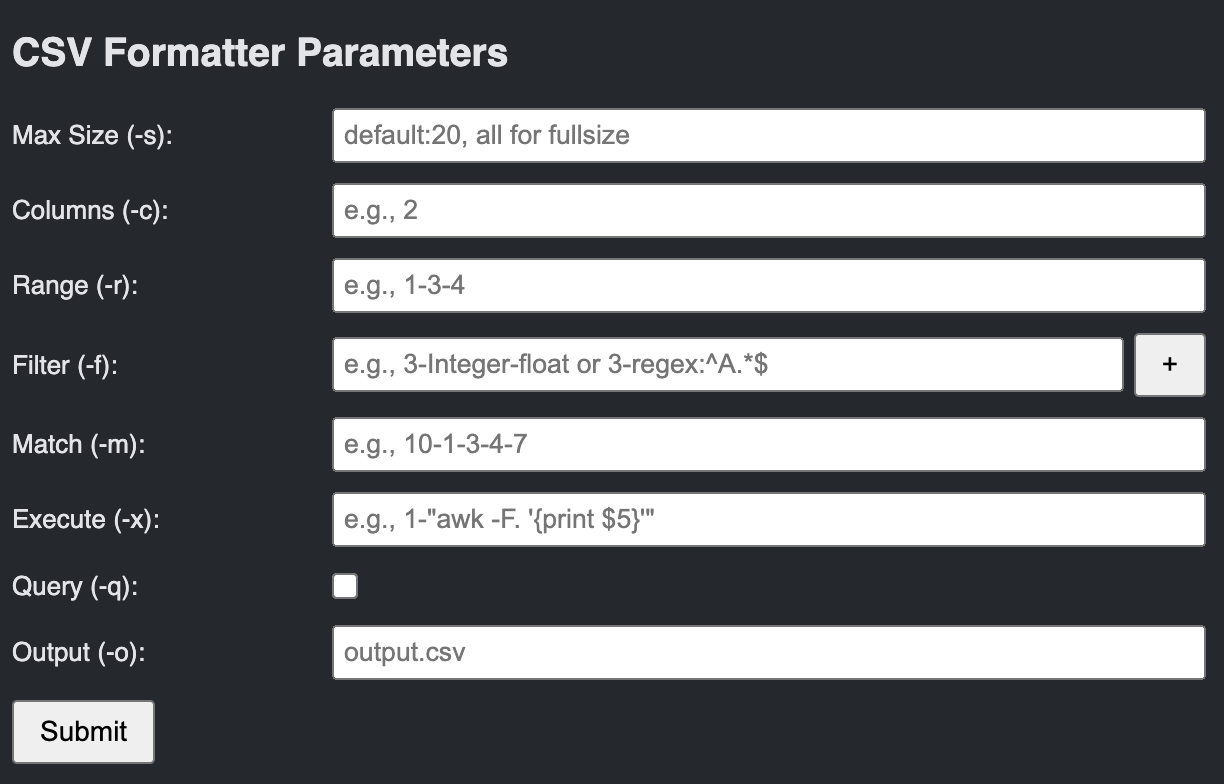 CSV Formatter Parameters
Max Size (-s): default:20, all for fullsize
Columns (-c): e.g., 2
Range (-r): e.g., 1-3-4
Filter (-f): e.g., 3-Integer-float or 3-regex:^A.*$ +
Match (-m): e.g., 10-1-3-4-7
Execute (-x): e.g., 1-"awk -F. '{print $5}'"
Query (-q):
Output (-o): output.csv
Submit